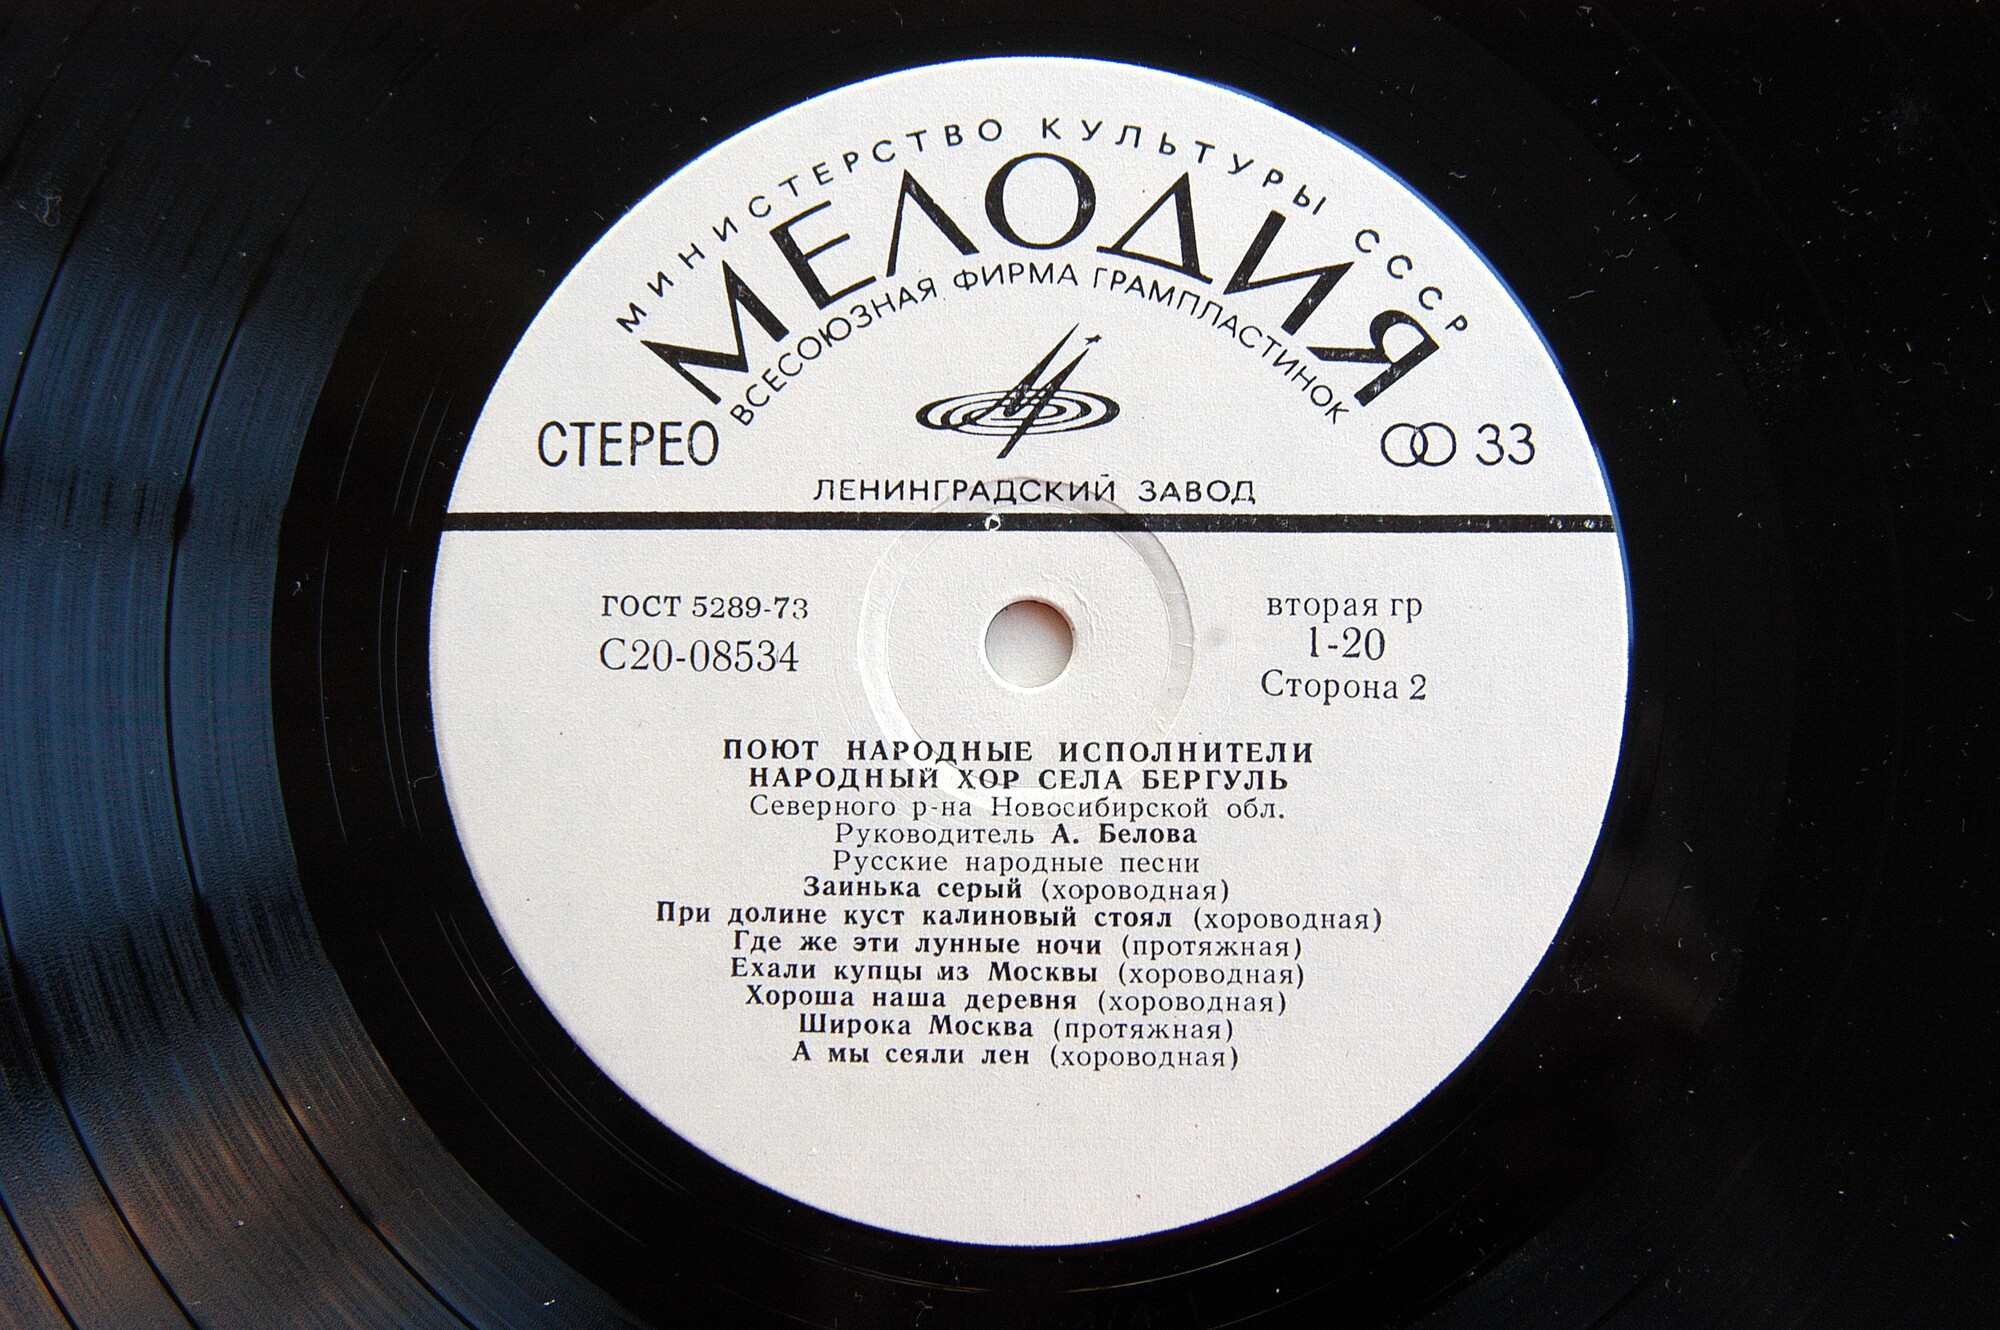 МИНИСТЕРСТВО КУЛЬТУРЫ СССР
МЕЛОДИЯ
ВСЕСОЮЗНАЯ ФИРМА ГРАМПЛАСТИНОК
СТЕРЕО
33
ЛЕНИНГРАДСКИЙ ЗАВОД
ГОСТ 5289-73
С20-08534
вторая гр
1-20
Сторона 2
ПОЮТ НАРОДНЫЕ ИСПОЛНИТЕЛИ
НАРОДНЫЙ ХОР СЕЛА БЕРГУЛЬ
Северного р-на Новосибирской обл.
Руководитель А. Белова
Русские народные песни
Заинька серый (хороводная)
При долине куст калиновый стоял (хороводная)
Где же эти лунные ночи (протяжная)
Ехали купцы из Москвы (хороводная)
Хороша наша деревня (хороводная)
Широка Москва (протяжная)
А мы сеяли лен (хороводная)